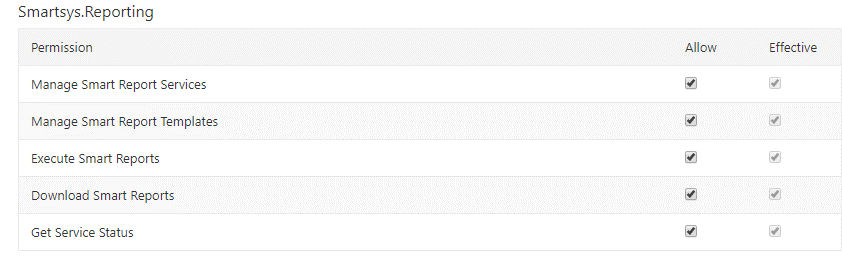 Smartsys.Reporting
Permission Allow Effective
Manage Smart Report Services
Manage Smart Report Templates
Execute Smart Reports
Download Smart Reports
Get Service Status